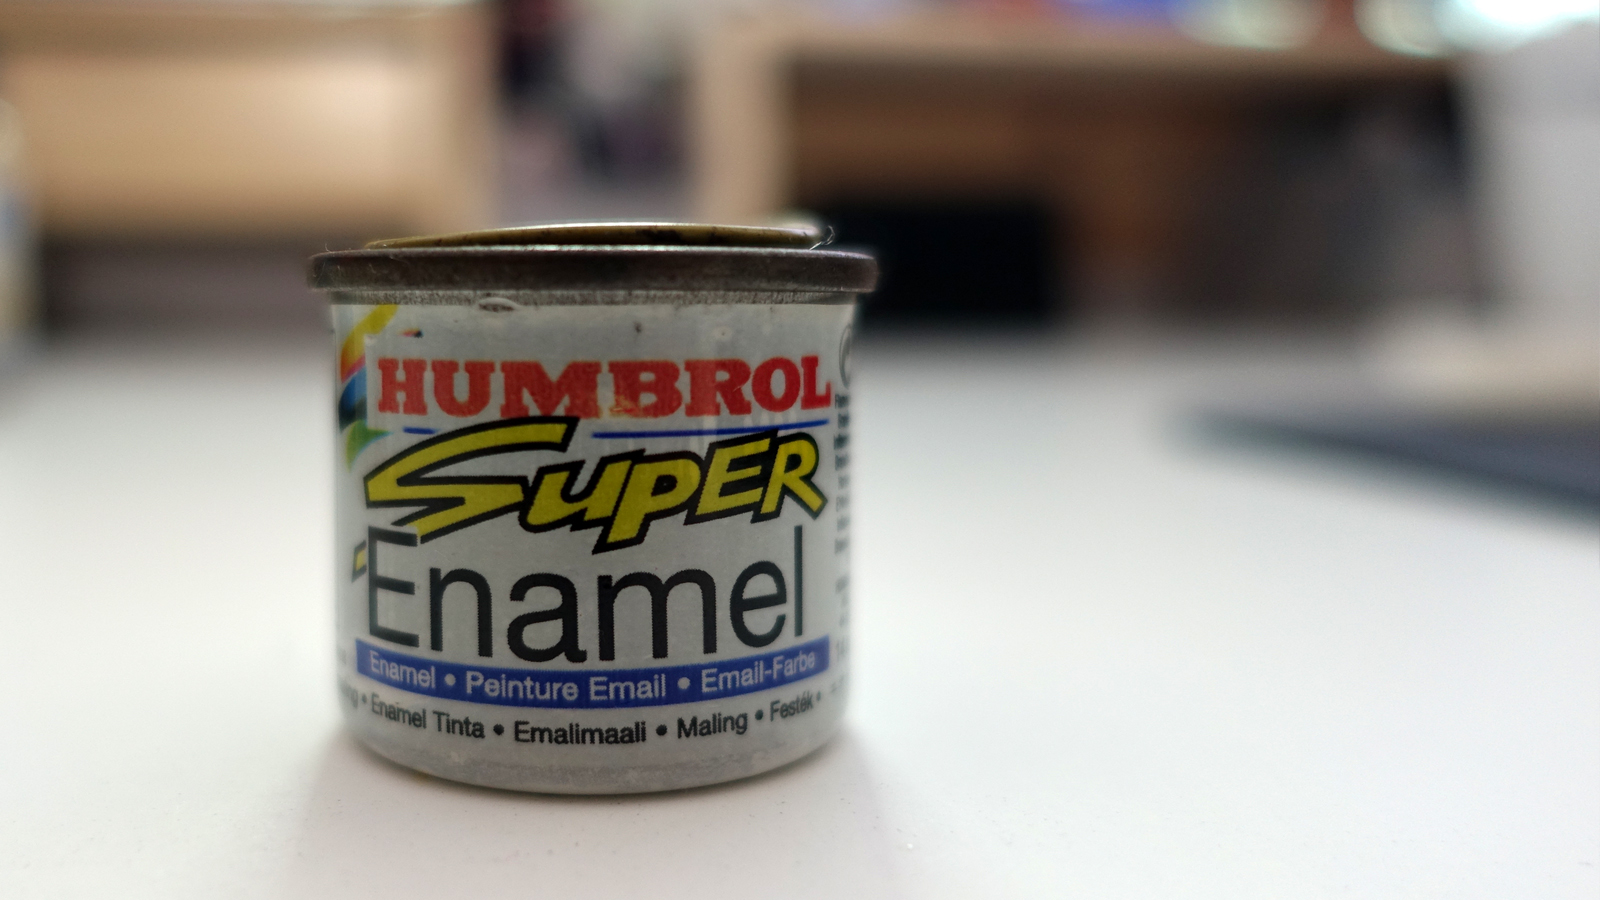 HUMBROL
SUPER
Enamel
Enamel • Peinture Email • Email-Farbe
• Enamel Tinta • Emalimaali • Maling • Festék •